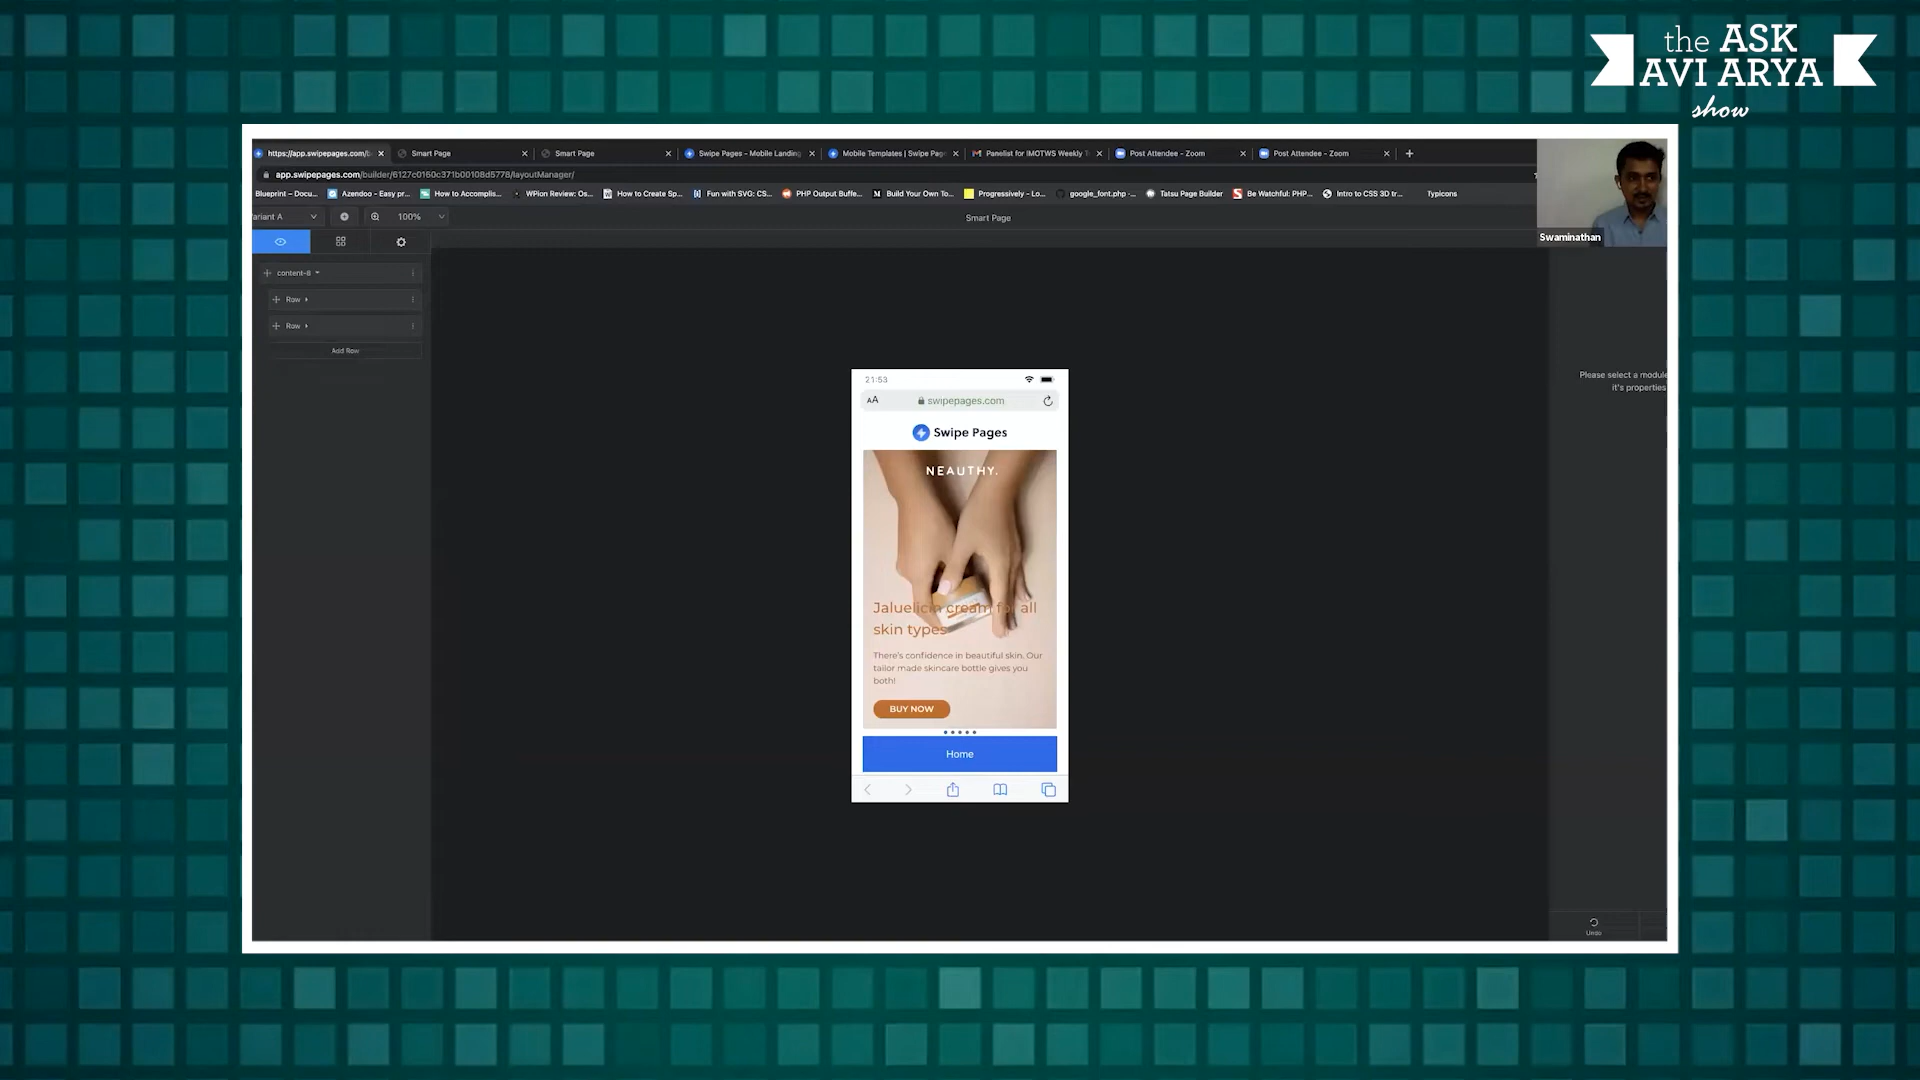 the ASK
AVI ARYA
show
https://app.swipepages.com/b
Smart Page
Smart Page
Swipe Pages - Mobile Landing
Mobile Templates | Swipe Pag
Panelist for IMOTWS Weekly T
Post Attendee - Zoom
Post Attendee - Zoom
app.swipepages.com/builder/6127c0160c371b00108d5778/layoutManager/
Blueprint – Docu...
Azendoo - Easy pr...
How to Accomplis...
WPion Review: Os...
How to Create Sp...
Fun with SVG: CS...
PHP Output Buffe...
Build Your Own To...
Progressively - Lo...
google_font.php -...
Tatsu Page Builder
Be Watchful: PHP...
Intro to CSS 3D tr...
Typicons
ariant A
100%
Smart Page
Swaminathan
content-8
Row
Row
Add Row
Please select a module
it's properties
21:53
AA
swipepages.com
Swipe Pages
NEAUTHY.
Jaluelicin cream for all
skin types
There's confidence in beautiful skin. Our
tailor made skincare bottle gives you
both!
BUY NOW
Home
Undo